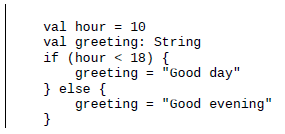 val hour = 10
val greeting: String
if (hour < 18) {
    greeting = "Good day"
} else {
    greeting = "Good evening"
}